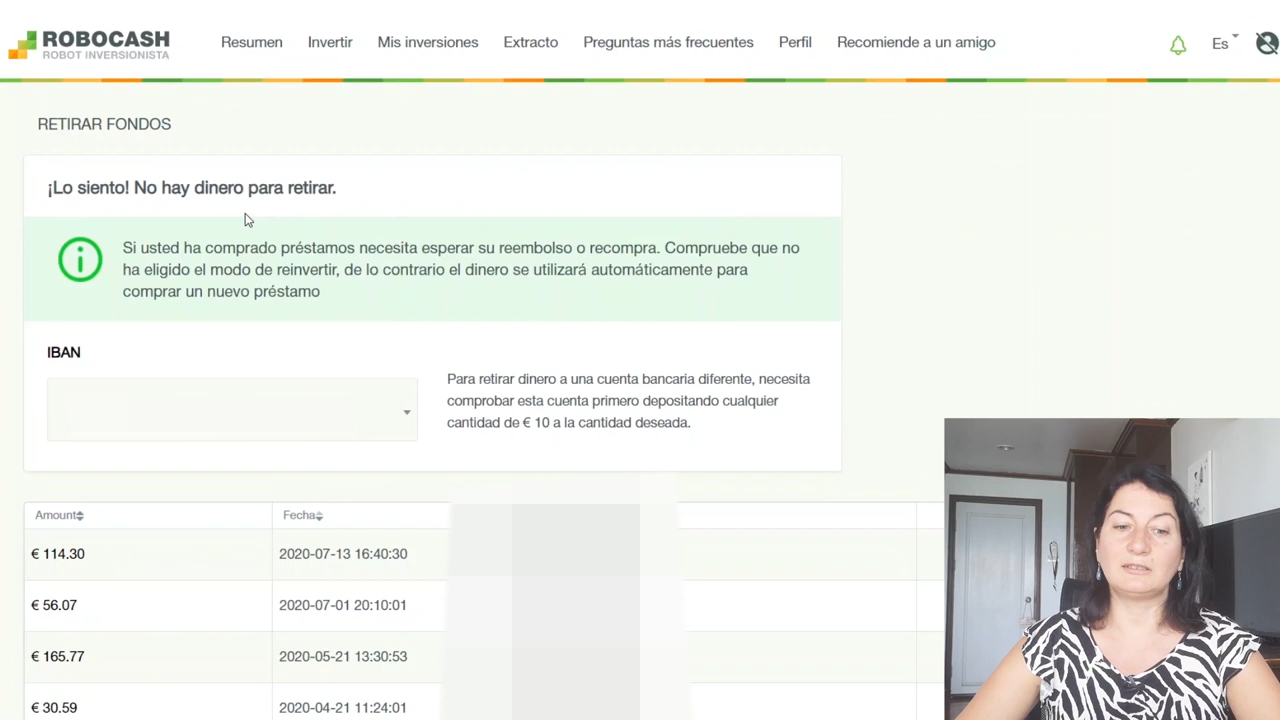 ROBOCASH
ROBOT INVERSIONISTA
Resumen Invertir Mis inversiones Extracto Preguntas más frecuentes Perfil Recomiende a un amigo Es
RETIRAR FONDOS
¡Lo siento! No hay dinero para retirar.
Si usted ha comprado préstamos necesita esperar su reembolso o recompra. Compruebe que no
ha eligido el modo de reinvertir, de lo contrario el dinero se utilizará automáticamente para
comprar un nuevo préstamo
IBAN
Para retirar dinero a una cuenta bancaria diferente, necesita
comprobar esta cuenta primero depositando cualquier
cantidad de € 10 a la cantidad deseada.
Amount Fecha
€ 114.30 2020-07-13 16:40:30
€ 56.07 2020-07-01 20:10:01
€ 165.77 2020-05-21 13:30:53
€ 30.59 2020-04-21 11:24:01